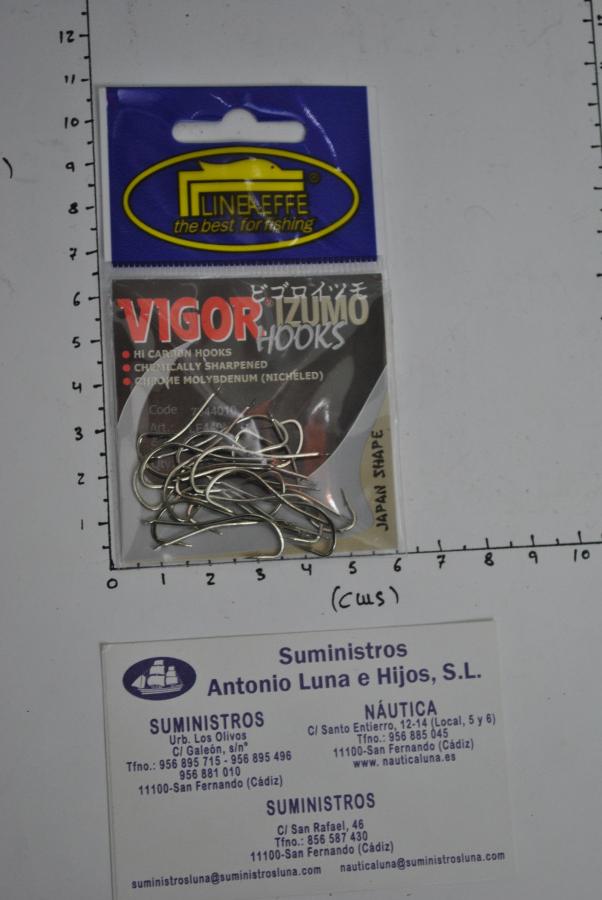 12
11
10
9
8
7
6
5
4
3
2
1
0
1
2
3
4
5
6
7
8
9
10
(cms)
LINEAEFFE ®
the best for fishing
ビゴロイツモ
VIGOR IZUMO
HOOKS
Hi CARBON HOOKS
CHEMICALLY SHARPENED
CHROME MOLYBDENUM (NICHELED)
Code
Art.:
JAPAN SHAPE
Suministros
Antonio Luna e Hijos, S.L.
SUMINISTROS
Urb. Los Olivos
C/ Galeón, s/nº
Tfno.: 956 895 715 - 956 895 496
956 881 010
11100-San Fernando (Cádiz)
NÁUTICA
C/ Santo Entierro, 12-14 (Local, 5 y 6)
Tfno.: 956 885 045
11100-San Fernando (Cádiz)
www. nauticaluna.es
SUMINISTROS
C/ San Rafael, 46
Tfno.: 856 587 430
11100-San Fernando (Cádiz)
suministrosluna@suministrosluna.com nauticaluna@suministrosluna.com